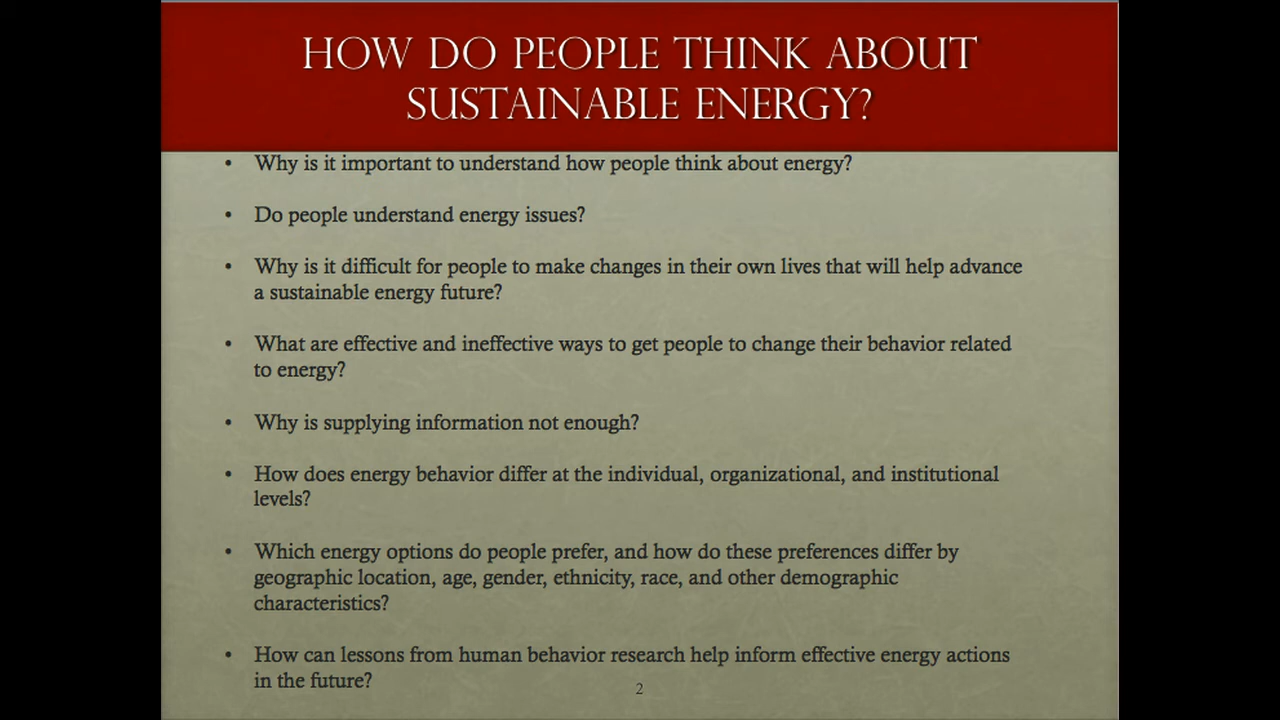 HOW DO PEOPLE THINK ABOUT
SUSTAINABLE ENERGY?
• Why is it important to understand how people think about energy?
• Do people understand energy issues?
• Why is it difficult for people to make changes in their own lives that will help advance
a sustainable energy future?
• What are effective and ineffective ways to get people to change their behavior related
to energy?
• Why is supplying information not enough?
• How does energy behavior differ at the individual, organizational, and institutional
levels?
• Which energy options do people prefer, and how do these preferences differ by
geographic location, age, gender, ethnicity, race, and other demographic
characteristics?
• How can lessons from human behavior research help inform effective energy actions
in the future?
2